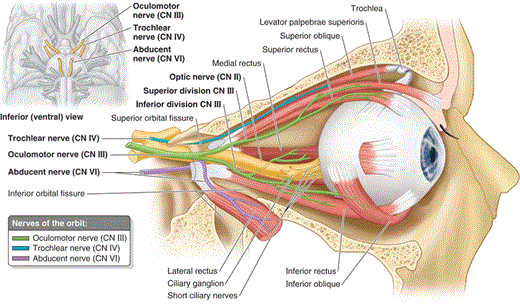 Oculomotor
nerve (CN III)
Trochlear
nerve (CN IV)
Abducent
nerve (CN VI)
Inferior (ventral) view
Trochlea
Levator palpebrae superioris
Superior oblique
Superior rectus
Medial rectus
Optic nerve (CN II)
Superior division CN III
Inferior division CN III
Superior orbital fissure
Trochlear nerve (CN IV)
Oculomotor nerve (CN III)
Abducent nerve (CN VI)
Inferior orbital fissure
Nerves of the orbit:
Oculomotor nerve (CN III)
Trochlear nerve (CN IV)
Abducent nerve (CN VI)
Lateral rectus
Ciliary ganglion
Short ciliary nerves
Inferior rectus
Inferior oblique